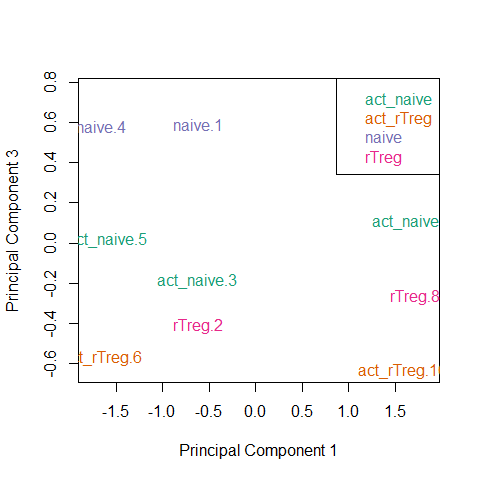 0.8
0.6
0.4
0.2
0.0
-0.2
-0.4
-0.6
Principal Component 3
act_naive
act_rTreg
naive
rTreg
naive.4
naive.1
act_naive
ct_naive.5
act_naive.3
rTreg.8
rTreg.2
ct_rTreg.6
act_rTreg.1
-1.5 -1.0 -0.5 0.0 0.5 1.0 1.5
Principal Component 1